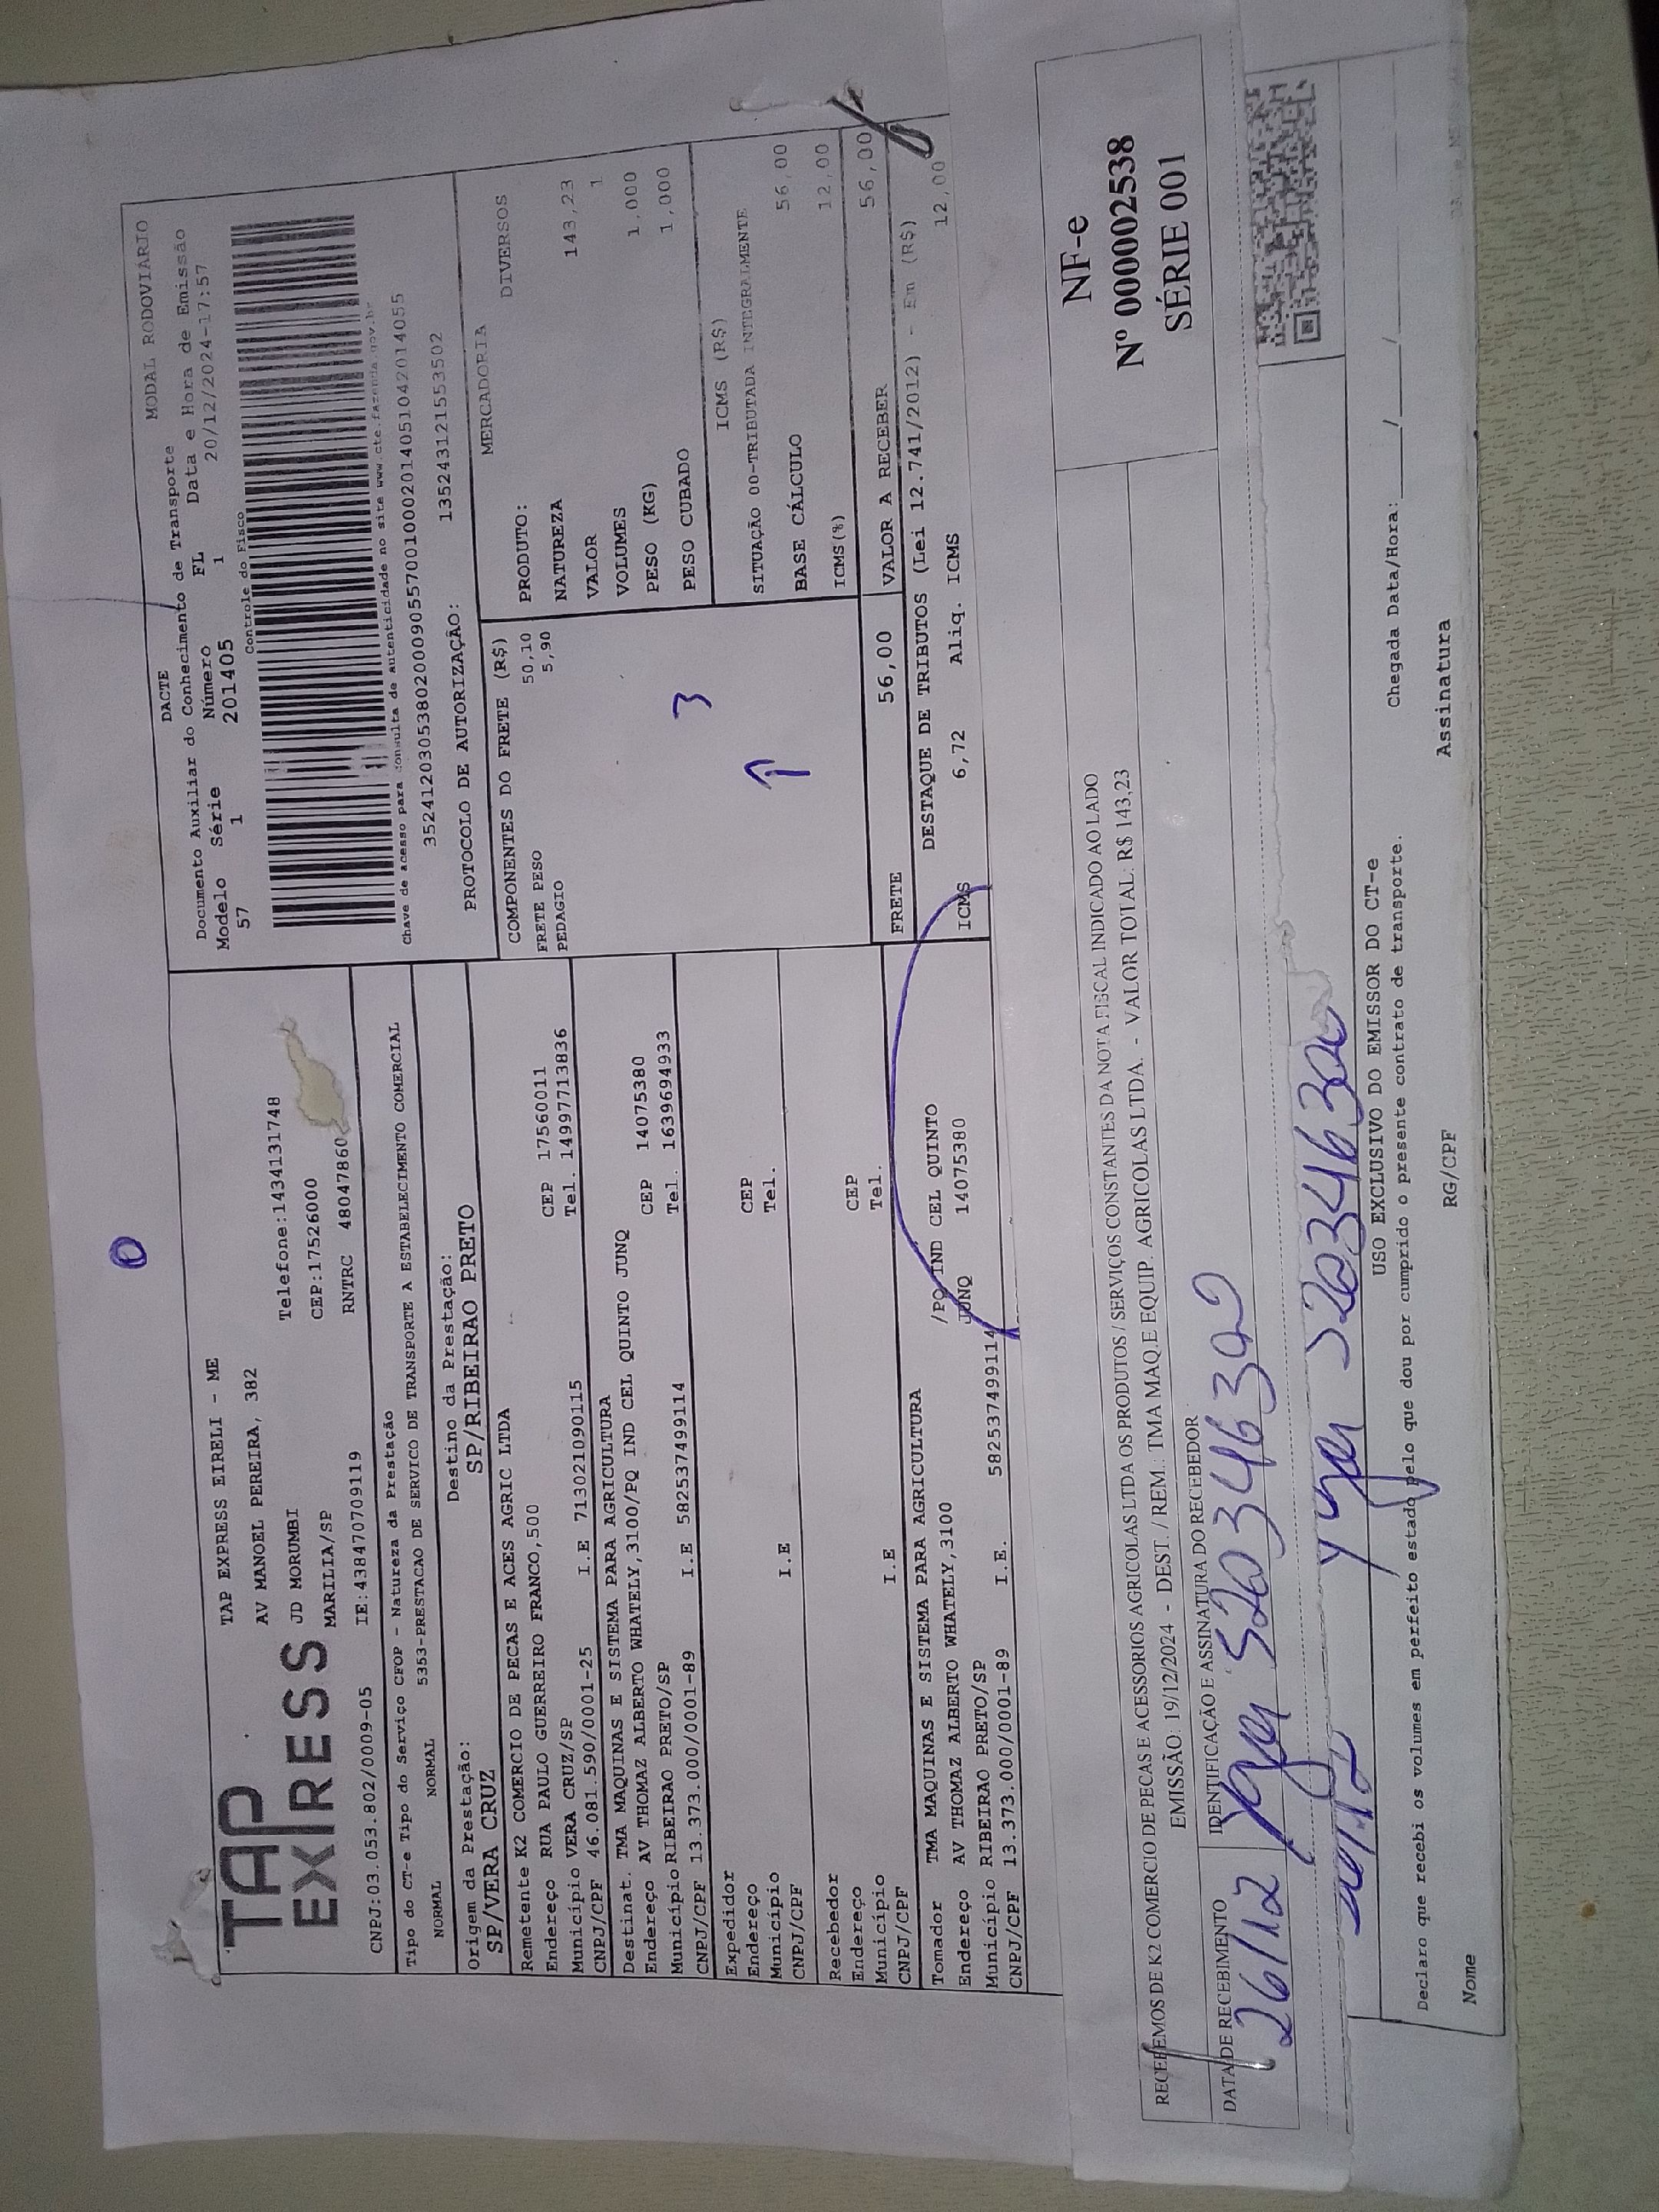 TAP
EXPRESS
TAP EXPRESS EIRELI - ME
AV MANOEL PEREIRA, 382
JD MORUMBI Telefone:1434131748
MARILIA/SP CEP:17526000
CNPJ:03.053.802/0009-05 IE:438470709119 RNTRC 48047860
Tipo do CT-e Tipo do Serviço CFOP - Natureza da Prestação
NORMAL NORMAL 5353-PRESTACAO DE SERVICO DE TRANSPORTE A ESTABELECIMENTO COMERCIAL
Origem da Prestação: Destino da Prestação:
SP/VERA CRUZ SP/RIBEIRAO PRETO
Remetente K2 COMERCIO DE PECAS E ACES AGRIC LTDA
Endereço RUA PAULO GUERREIRO FRANCO,500 CEP 17560011
Município VERA CRUZ/SP Tel. 14997713836
CNPJ/CPF 46.081.590/0001-25 I.E 713021090115
Destinat. TMA MAQUINAS E SISTEMA PARA AGRICULTURA
Endereço AV THOMAZ ALBERTO WHATELY,3100/PQ IND CEL QUINTO JUNQ CEP 14075380
Município RIBEIRAO PRETO/SP Tel. 1639694933
CNPJ/CPF 13.373.000/0001-89 I.E 582537499114
Expedidor
Endereço CEP
Município Tel.
CNPJ/CPF I.E
Recebedor
Endereço CEP
Município Tel.
CNPJ/CPF I.E
Tomador TMA MAQUINAS E SISTEMA PARA AGRICULTURA
Endereço AV THOMAZ ALBERTO WHATELY,3100 /PQ IND CEL QUINTO
Município RIBEIRAO PRETO/SP JUNQ 14075380
CNPJ/CPF 13.373.000/0001-89 I.E. 582537499114
DACTE MODAL RODOVIÁRIO
Documento Auxiliar do Conhecimento de Transporte
Modelo Série Número FL Data e Hora de Emissão
57 1 201405 1 20/12/2024-17:57
Controle do Fisco
Chave de acesso para consulta de autenticidade no site www.cte.fazenda.gov.br
35241203053802000905570010002014051042014055
PROTOCOLO DE AUTORIZAÇÃO: 135243121553502
COMPONENTES DO FRETE (R$)
FRETE PESO 50,10
PEDAGIO 5,90
3
MERCADORIA
PRODUTO: DIVERSOS
NATUREZA
VALOR 143,23
VOLUMES 1
PESO (KG) 1.000
PESO CUBADO 1,000
ICMS (R$)
SITUAÇÃO 00-TRIBUTADA INTEGRALMENTE
BASE CÁLCULO 56,00
ICMS(%) 12,00
FRETE 56,00 VALOR A RECEBER 56,00
DESTAQUE DE TRIBUTOS (Lei 12.741/2012) - Em (R$)
ICMS 6,72 Aliq. ICMS 12,00
RECEBEMOS DE K2 COMERCIO DE PECAS E ACESSORIOS AGRICOLAS LTDA OS PRODUTOS / SERVIÇOS CONSTANTES DA NOTA FISCAL INDICADO AO LADO
EMISSÃO: 19/12/2024 - DEST. / REM.: TMA MAQ E EQUIP. AGRICOLAS LTDA. - VALOR TOTAL: R$ 143,23
DATA DE RECEBIMENTO IDENTIFICAÇÃO E ASSINATURA DO RECEBEDOR
26/12
NF-e
Nº 000002538
SÉRIE 001
USO EXCLUSIVO DO EMISSOR DO CT-e
Declaro que recebi os volumes em perfeito estado pelo que dou por cumprido o presente contrato de transporte.
Chegada Data/Hora:____/____/
Nome RG/CPF Assinatura